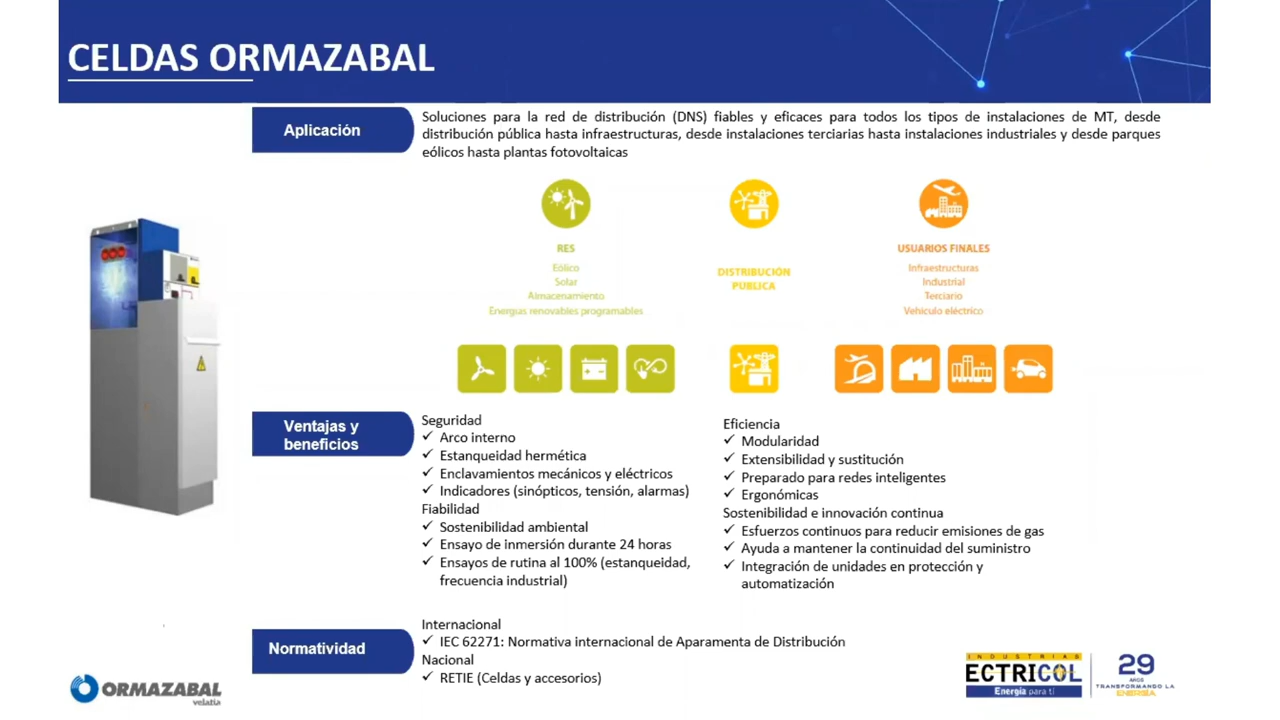 CELDAS ORMAZABAL
Aplicación
Soluciones para la red de distribución (DNS) fiables y eficaces para todos los tipos de instalaciones de MT, desde
distribución pública hasta infraestructuras, desde instalaciones terciarias hasta instalaciones industriales y desde parques
eólicos hasta plantas fotovoltaicas
RES
Eólico
Solar
Almacenamiento
Energías renovables programables
DISTRIBUCIÓN
PÚBLICA
USUARIOS FINALES
Infraestructuras
Industrial
Terciario
Vehículo eléctrico
Ventajas y
beneficios
Seguridad
✓ Arco interno
✓ Estanqueidad hermética
✓ Enclavamientos mecánicos y eléctricos
✓ Indicadores (sinópticos, tensión, alarmas)
Fiabilidad
✓ Sostenibilidad ambiental
✓ Ensayo de inmersión durante 24 horas
✓ Ensayos de rutina al 100% (estanqueidad,
frecuencia industrial)
Eficiencia
✓ Modularidad
✓ Extensibilidad y sustitución
✓ Preparado para redes inteligentes
✓ Ergonómicas
Sostenibilidad e innovación continua
✓ Esfuerzos continuos para reducir emisiones de gas
✓ Ayuda a mantener la continuidad del suministro
✓ Integración de unidades en protección y
automatización
Normatividad
Internacional
✓ IEC 62271: Normativa internacional de Aparamenta de Distribución
Nacional
✓ RETIE (Celdas y accesorios)
ORMAZABAL
velatia
INDUSTRIAS
ECTRICOL
Energía para ti
29
AÑOS
TRANSFORMANDO LA
ENERGÍA